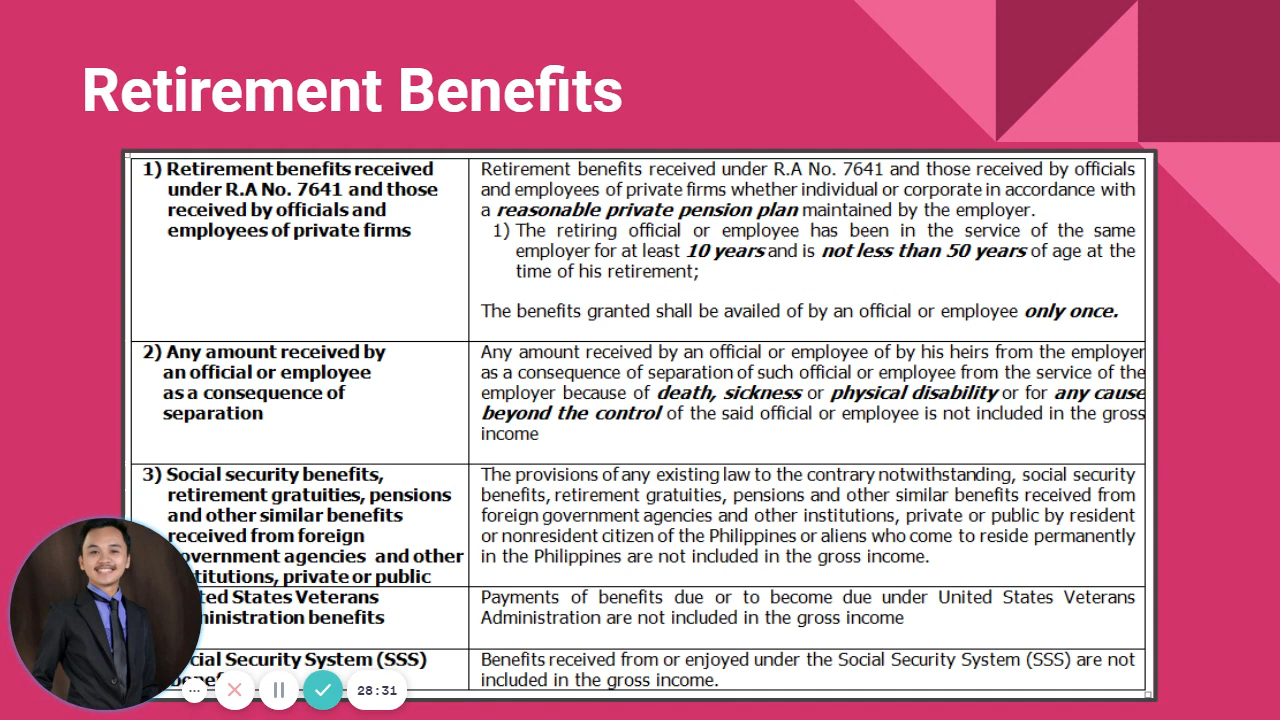 Retirement Benefits
1) Retirement benefits received
under R.A No. 7641 and those
received by officials and
employees of private firms
Retirement benefits received under R.A No. 7641 and those received by officials
and employees of private firms whether individual or corporate in accordance with
a reasonable private pension plan maintained by the employer.
1) The retiring official or employee has been in the service of the same
employer for at least 10 years and is not less than 50 years of age at the
time of his retirement;
The benefits granted shall be availed of by an official or employee only once.
2) Any amount received by
an official or employee
as a consequence of
separation
Any amount received by an official or employee of by his heirs from the employer
as a consequence of separation of such official or employee from the service of the
employer because of death, sickness or physical disability or for any cause
beyond the control of the said official or employee is not included in the gross
income
3) Social security benefits,
retirement gratuities, pensions
and other similar benefits
received from foreign
government agencies and other
institutions, private or public
The provisions of any existing law to the contrary notwithstanding, social security
benefits, retirement gratuities, pensions and other similar benefits received from
foreign government agencies and other institutions, private or public by resident
or nonresident citizen of the Philippines or aliens who come to reside permanently
in the Philippines are not included in the gross income.
States Veterans
benefits
Payments of benefits due or to become due under United States Veterans
Administration are not included in the gross income
Security System (SSS)
Benefits received from or enjoyed under the Social Security System (SSS) are not
included in the gross income.
28:31